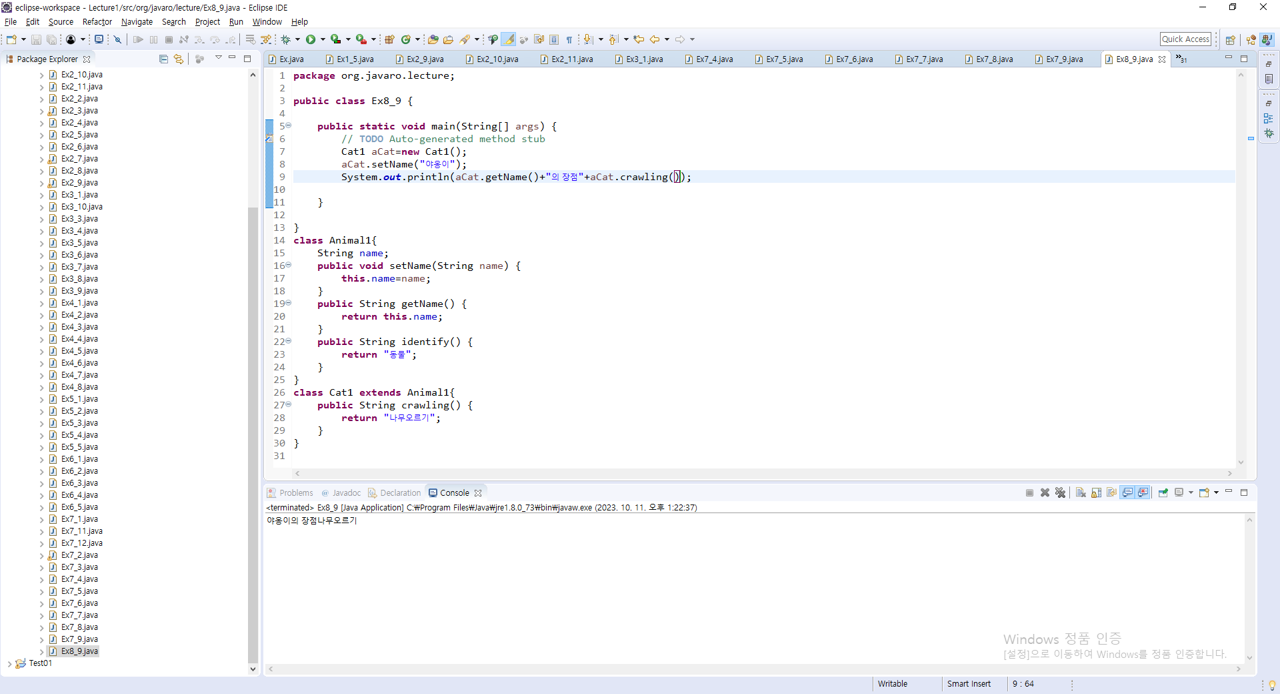 eclipse-workspace - Lecture1/src/org/javaro/lecture/Ex8_9.java - Eclipse IDE
File Edit Source Refactor Navigate Search Project Run Window Help
Quick Access
Package Explorer
Ex.java Ex1_5.java Ex2_9.java Ex2_10.java Ex2_11.java Ex3_1.java Ex7_4.java Ex7_5.java Ex7_6.java Ex7_7.java Ex7_8.java Ex7_9.java Ex8_9.java »31
Ex2_10.java
Ex2_11.java
Ex2_2.java
Ex2_3.java
Ex2_4.java
Ex2_5.java
Ex2_6.java
Ex2_7.java
Ex2_8.java
Ex2_9.java
Ex3_1.java
Ex3_10.java
Ex3_3.java
Ex3_4.java
Ex3_5.java
Ex3_6.java
Ex3_7.java
Ex3_8.java
Ex3_9.java
Ex4_1.java
Ex4_2.java
Ex4_3.java
Ex4_4.java
Ex4_5.java
Ex4_6.java
Ex4_7.java
Ex4_8.java
Ex5_1.java
Ex5_2.java
Ex5_3.java
Ex5_4.java
Ex5_5.java
Ex6_1.java
Ex6_2.java
Ex6_3.java
Ex6_4.java
Ex6_5.java
Ex7_1.java
Ex7_11.java
Ex7_12.java
Ex7_2.java
Ex7_3.java
Ex7_4.java
Ex7_5.java
Ex7_6.java
Ex7_7.java
Ex7_8.java
Ex7_9.java
Ex8_9.java
Test01
1 package org.javaro.lecture;
2
3 public class Ex8_9 {
4
5 public static void main(String[] args) {
6 // TODO Auto-generated method stub
7 Cat1 aCat=new Cat1();
8 aCat.setName("야옹이");
9 System.out.println(aCat.getName()+"의 장점"+aCat.crawling());
10
11 }
12
13 }
14 class Animal1{
15 String name;
16 public void setName(String name) {
17 this.name=name;
18 }
19 public String getName() {
20 return this.name;
21 }
22 public String identify() {
23 return "동물";
24 }
25 }
26 class Cat1 extends Animal1{
27 public String crawling() {
28 return "나무오르기";
29 }
30 }
31
Problems Javadoc Declaration Console
<terminated> Ex8_9 [Java Application] C:₩Program Files₩Java₩jre1.8.0_73₩bin₩javaw.exe (2023. 10. 11. 오후 1:22:37)
야옹이의 장점나무오르기
Windows 정품 인증
[설정]으로 이동하여 Windows를 정품 인증합니다.
Writable Smart Insert 9 : 64